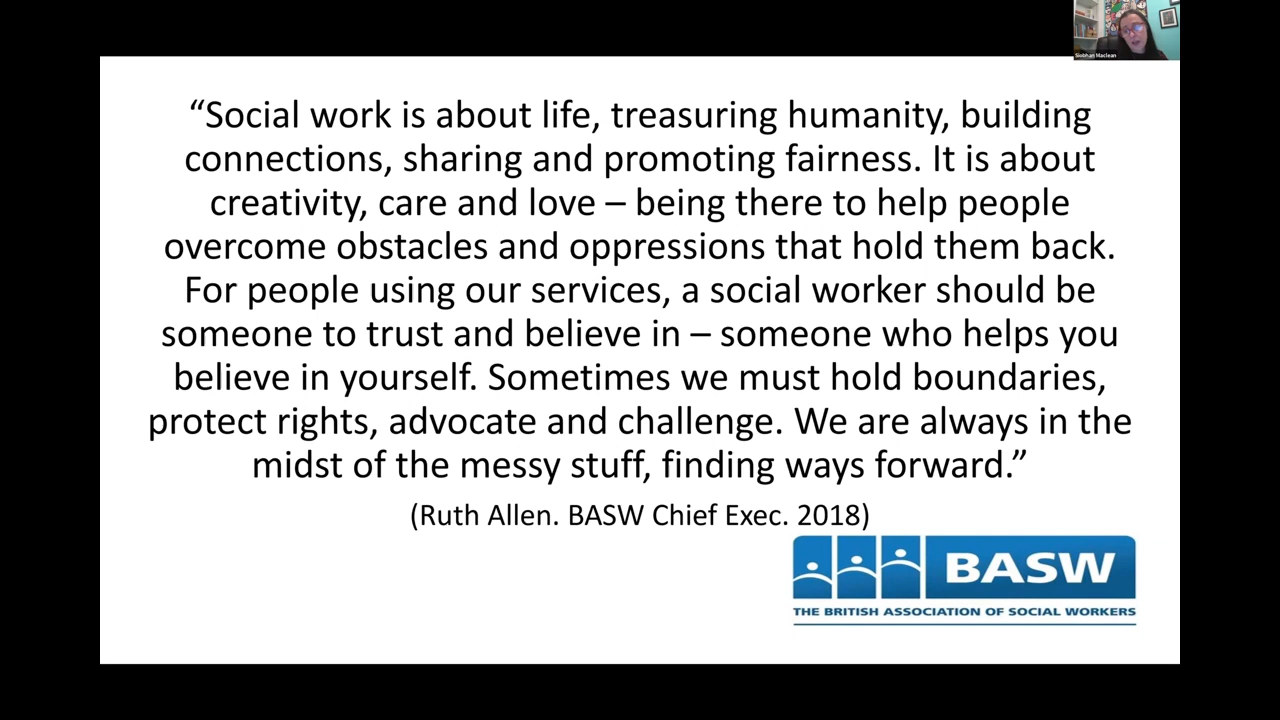 Siobhan Maclean
“Social work is about life, treasuring humanity, building
connections, sharing and promoting fairness. It is about
creativity, care and love – being there to help people
overcome obstacles and oppressions that hold them back.
For people using our services, a social worker should be
someone to trust and believe in – someone who helps you
believe in yourself. Sometimes we must hold boundaries,
protect rights, advocate and challenge. We are always in the
midst of the messy stuff, finding ways forward.”
(Ruth Allen. BASW Chief Exec. 2018)
BASW
THE BRITISH ASSOCIATION OF SOCIAL WORKERS